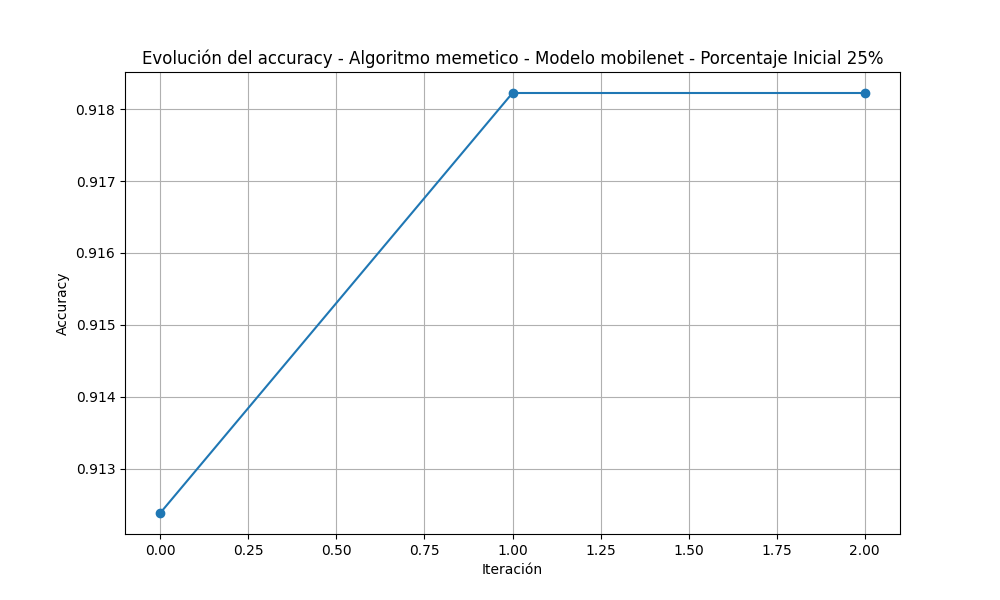 Evolución del accuracy - Algoritmo memetico - Modelo mobilenet - Porcentaje Inicial 25%
0.918
0.917
0.916
0.915
0.914
0.913
Accuracy
0.00 0.25 0.50 0.75 1.00 1.25 1.50 1.75 2.00
Iteración